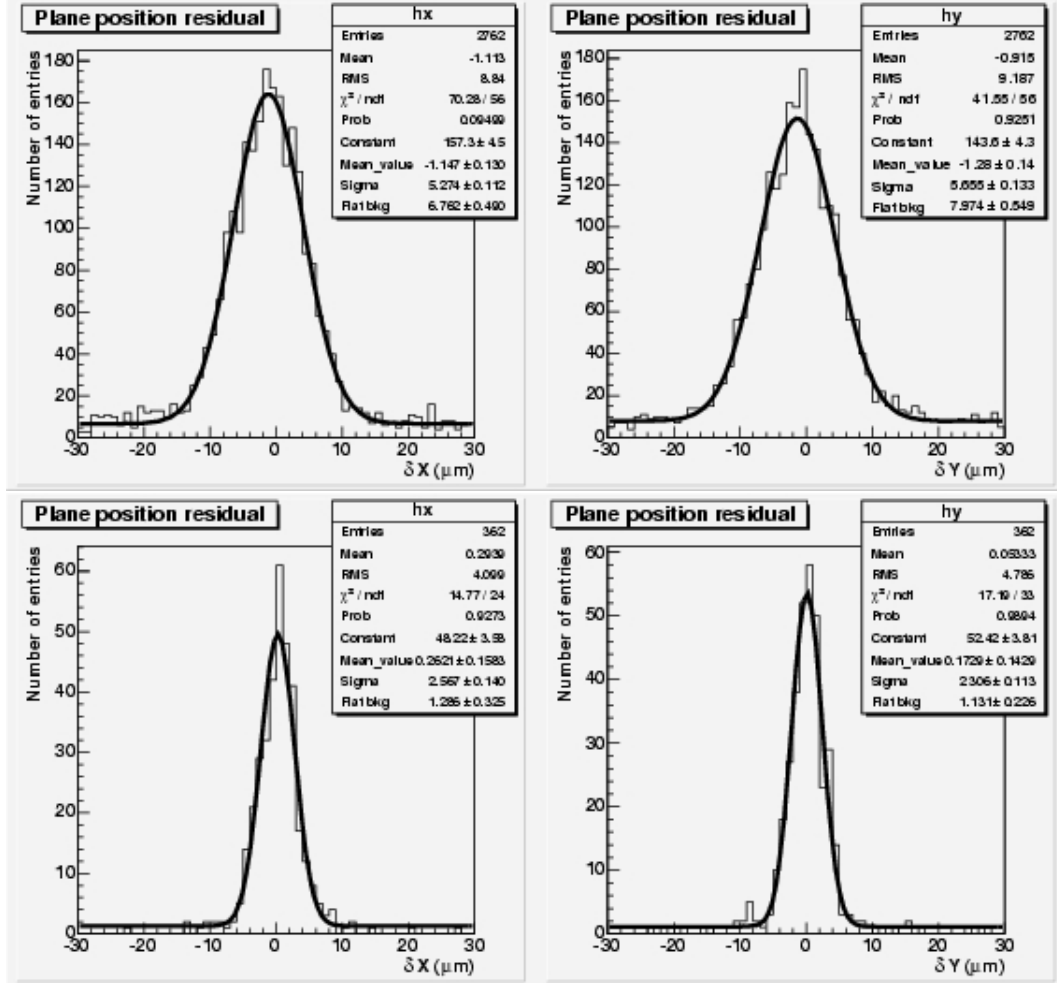 Plane position residual
hx
Entries 2762
Mean -1.113
RMS 8.84
χ² / ndf 70.28 / 56
Prob 0.09499
Constant 157.3 ± 4.5
Mean_value -1.147 ± 0.130
Sigma 5.274 ± 0.112
Flat bkg 6.762 ± 0.490
Number of entries
180
160
140
120
100
80
60
40
20
0
-30 -20 -10 0 10 20 30
δ X (μm)
Plane position residual
hy
Entries 2762
Mean -0.915
RMS 9.187
χ² / ndf 41.55 / 56
Prob 0.9251
Constant 143.6 ± 4.3
Mean_value -1.28 ± 0.14
Sigma 5.655 ± 0.133
Flat bkg 7.974 ± 0.549
Number of entries
180
160
140
120
100
80
60
40
20
0
-30 -20 -10 0 10 20 30
δ Y (μm)
Plane position residual
hx
Entries 362
Mean 0.2939
RMS 4.099
χ² / ndf 14.77 / 24
Prob 0.9273
Constant 48.22 ± 3.58
Mean_value 0.2621 ± 0.1583
Sigma 2.567 ± 0.140
Flat bkg 1.286 ± 0.325
Number of entries
60
50
40
30
20
10
0
-30 -20 -10 0 10 20 30
δ X (μm)
Plane position residual
hy
Entries 362
Mean 0.05333
RMS 4.786
χ² / ndf 17.19 / 33
Prob 0.9894
Constant 52.42 ± 3.81
Mean_value 0.1729 ± 0.1429
Sigma 2.306 ± 0.113
Flat bkg 1.131 ± 0.226
Number of entries
60
50
40
30
20
10
0
-30 -20 -10 0 10 20 30
δ Y (μm)